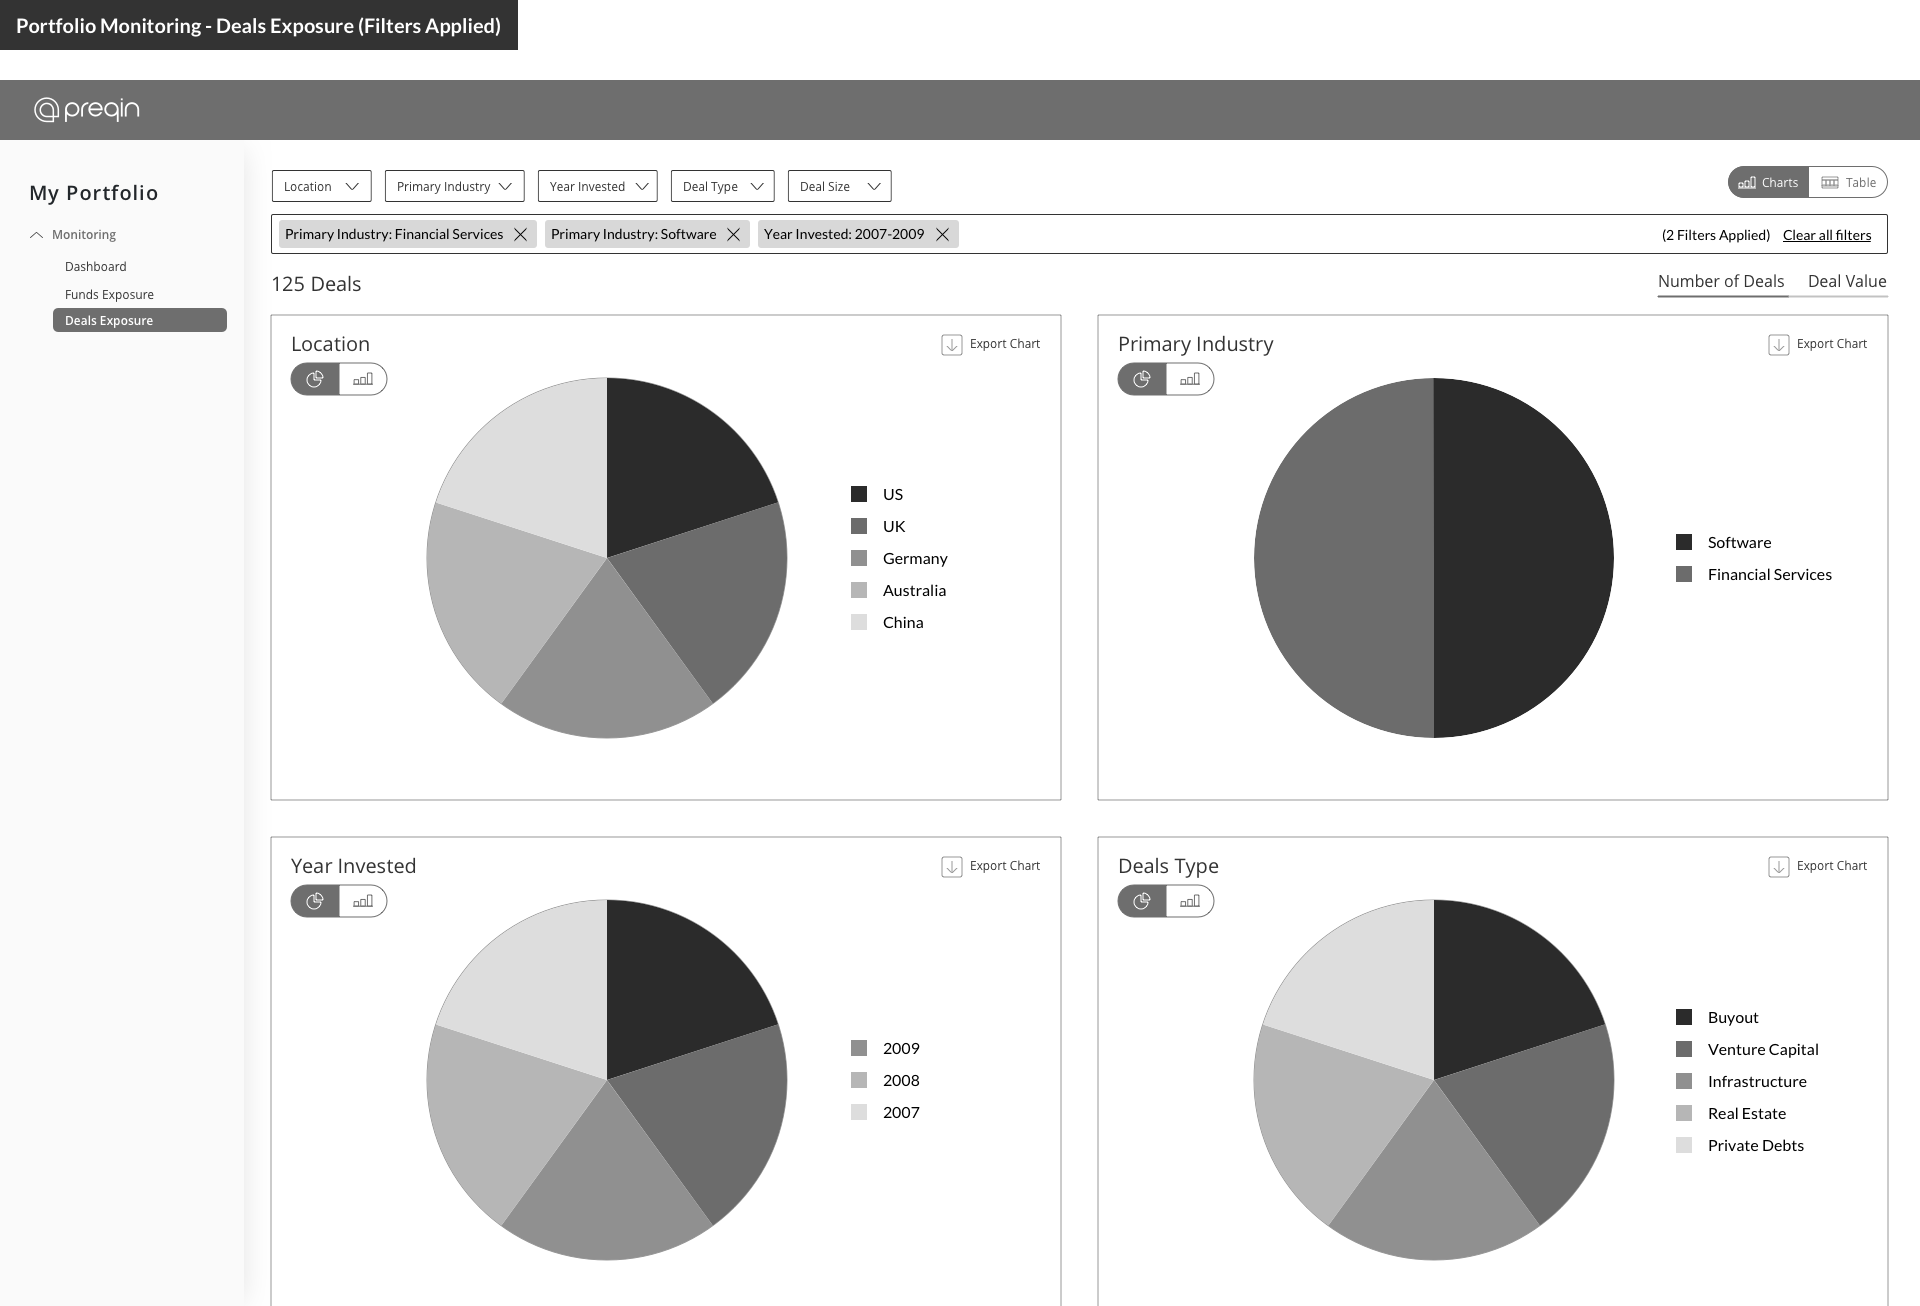 Portfolio Monitoring - Deals Exposure (Filters Applied)
preqin
My Portfolio
Monitoring
Dashboard
Funds Exposure
Deals Exposure
Location
Primary Industry
Year Invested
Deal Type
Deal Size
Charts
Table
Primary Industry: Financial Services
Primary Industry: Software
Year Invested: 2007-2009
(2 Filters Applied)
Clear all filters
125 Deals
Number of Deals
Deal Value
Location
Export Chart
US
UK
Germany
Australia
China
Primary Industry
Export Chart
Software
Financial Services
Year Invested
Export Chart
2009
2008
2007
Deals Type
Export Chart
Buyout
Venture Capital
Infrastructure
Real Estate
Private Debts